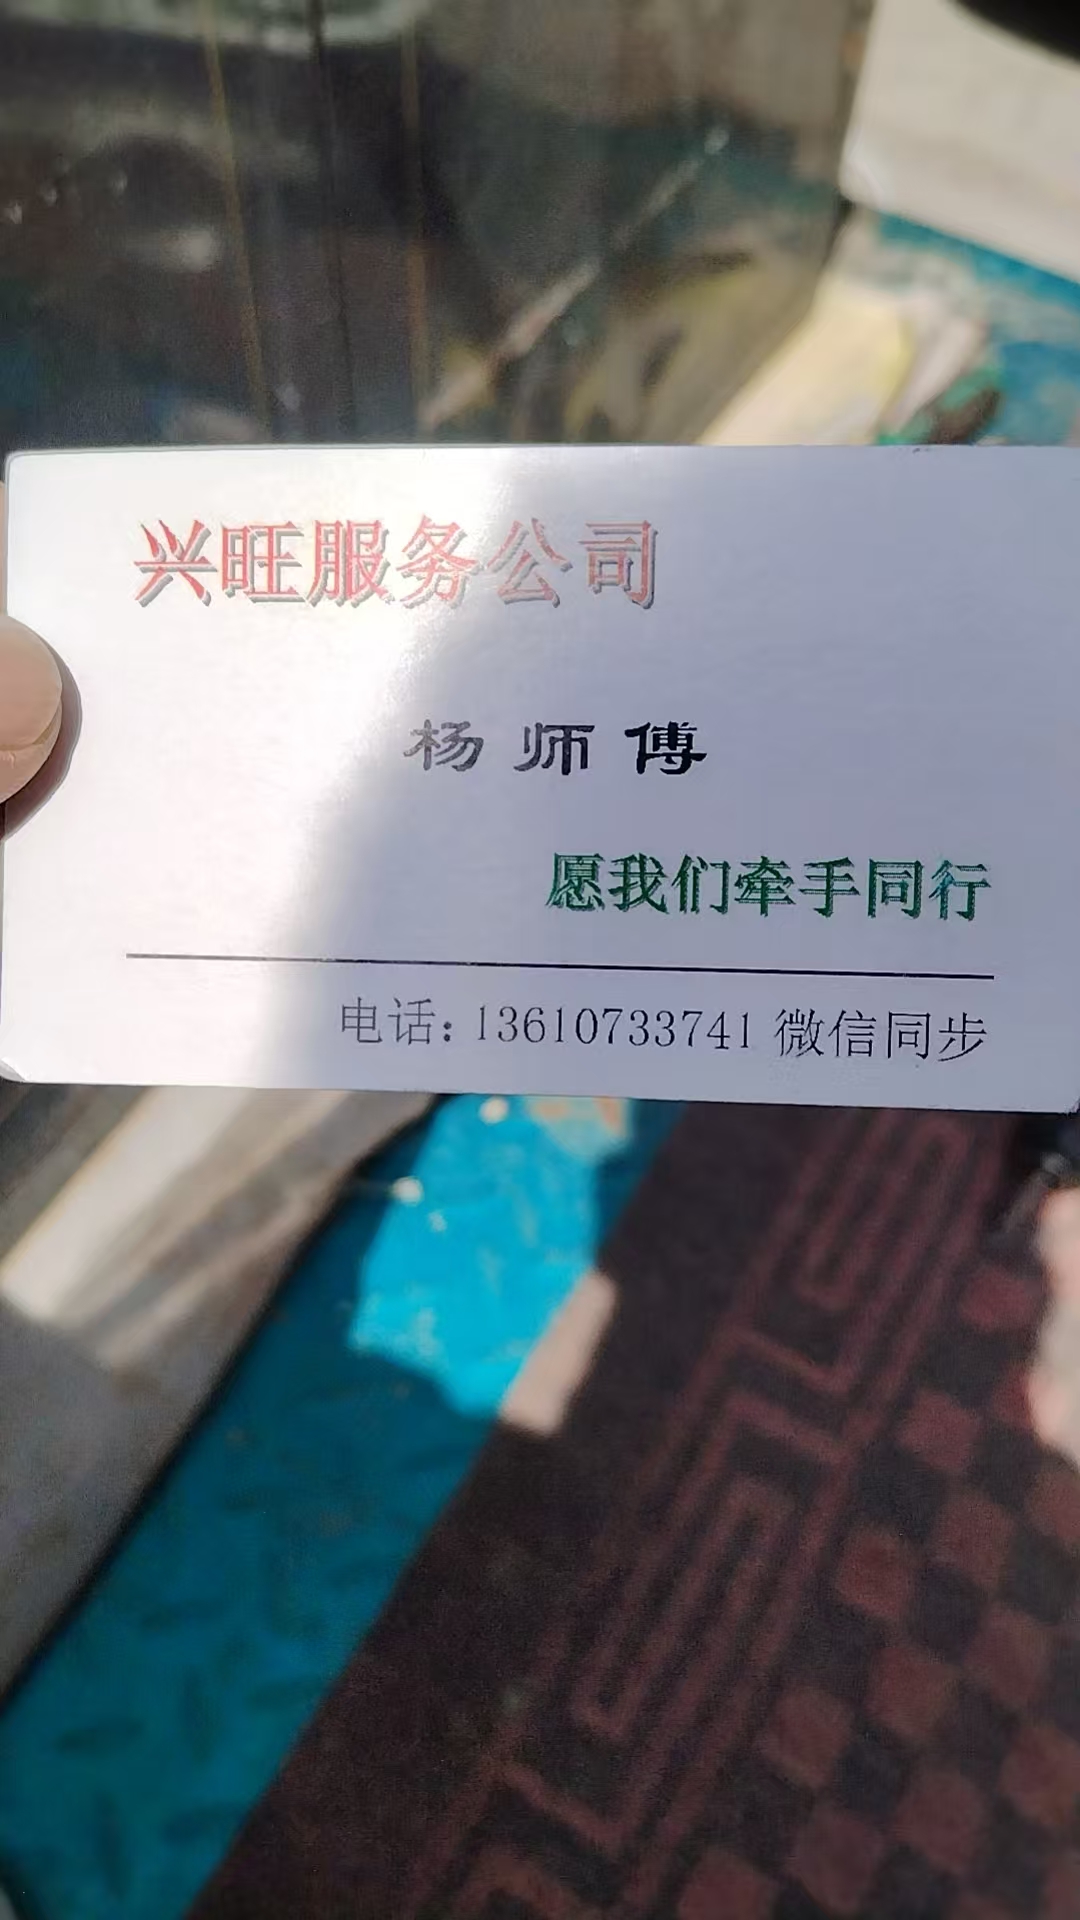 兴旺服务公司
杨师傅
愿我们牵手同行
电话：13610733741 微信同步